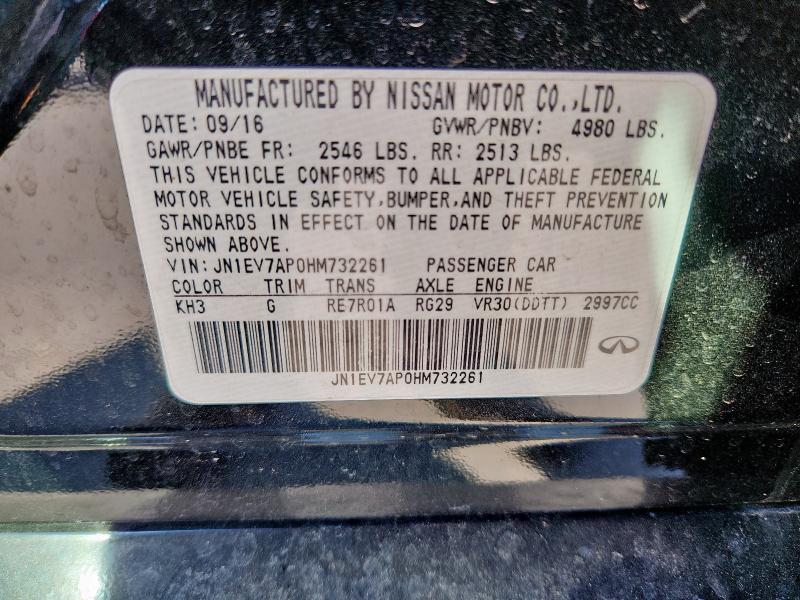 MANUFACTURED BY NISSAN MOTOR CO.,LTD.
DATE: 09/16 GVWR/PNBV: 4980 LBS.
GAWR/PNBE FR: 2546 LBS. RR: 2513 LBS.
THIS VEHICLE CONFORMS TO ALL APPLICABLE FEDERAL
MOTOR VEHICLE SAFETY,BUMPER,AND THEFT PREVENTION
STANDARDS IN EFFECT ON THE DATE OF MANUFACTURE
SHOWN ABOVE.
VIN:JN1EV7AP0HM732261 PASSENGER CAR
COLOR TRIM TRANS AXLE ENGINE
KH3 G RE7R01A RG29 VR30(DDTT) 2997CC
JN1EV7AP0HM732261